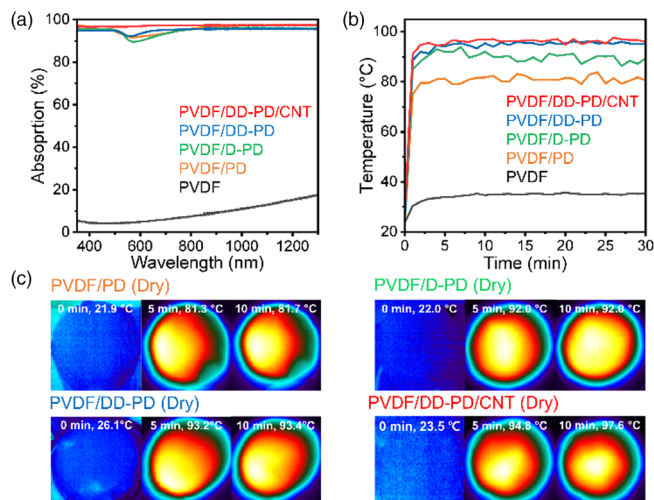 (a)
100
80
60
40
20
0
Absoprtion (%)
PVDF/DD-PD/CNT
PVDF/DD-PD
PVDF/D-PD
PVDF/PD
PVDF
400 600 800 1000 1200
Wavelength (nm)
(b)
100
80
60
40
20
Temperature (°C)
PVDF/DD-PD/CNT
PVDF/DD-PD
PVDF/D-PD
PVDF/PD
PVDF
0 5 10 15 20 25 30
Time (min)
(c)
PVDF/PD (Dry)
0 min, 21.9 °C 5 min, 81.3 °C 10 min, 81.7 °C
PVDF/D-PD (Dry)
0 min, 22.0 °C 5 min, 92.0 °C 10 min, 92.0 °C
PVDF/DD-PD (Dry)
0 min, 26.1°C 5 min, 93.2 °C 10 min, 93.4°C
PVDF/DD-PD/CNT (Dry)
0 min, 23.5 °C 5 min, 94.8 °C 10 min, 97.6 °C